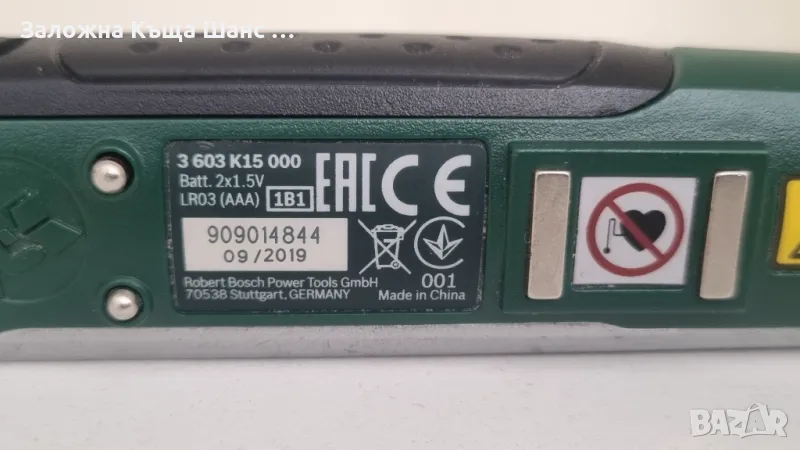 Заложна Къща Шанс ...
3 603 K15 000
Batt. 2x1.5V
LR03 (AAA) 1B1
EAC CE
909014844
09/2019
001
Robert Bosch Power Tools GmbH
70538 Stuttgart, GERMANY
Made in China
BAZAR